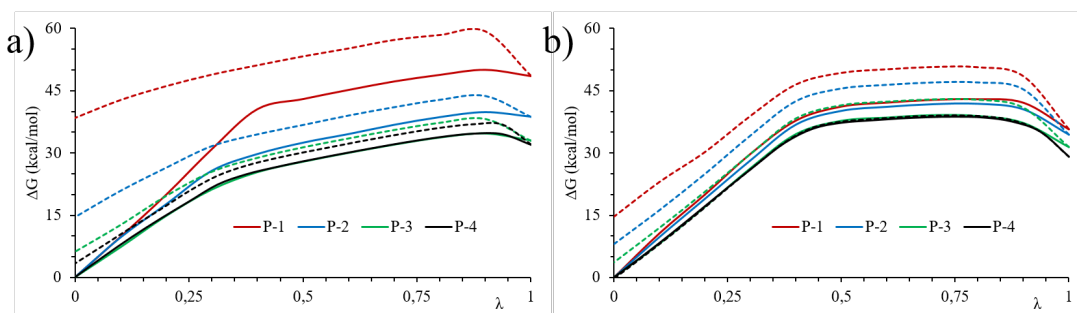 a)
ΔG (kcal/mol)
60
45
30
15
0
0
0,25
0,5
0,75
λ
1
P-1
P-2
P-3
P-4
b)
ΔG (kcal/mol)
60
45
30
15
0
0
0,25
0,5
0,75
λ
1
P-1
P-2
P-3
P-4